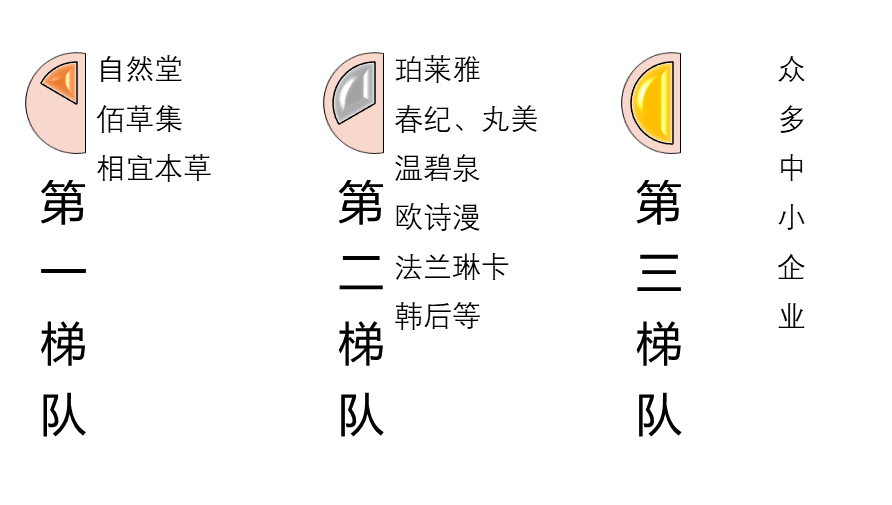 第一梯队
自然堂
佰草集
相宜本草
第二梯队
珀莱雅
春纪、丸美
温碧泉
欧诗漫
法兰琳卡
韩后等
第三梯队
众多中小企业